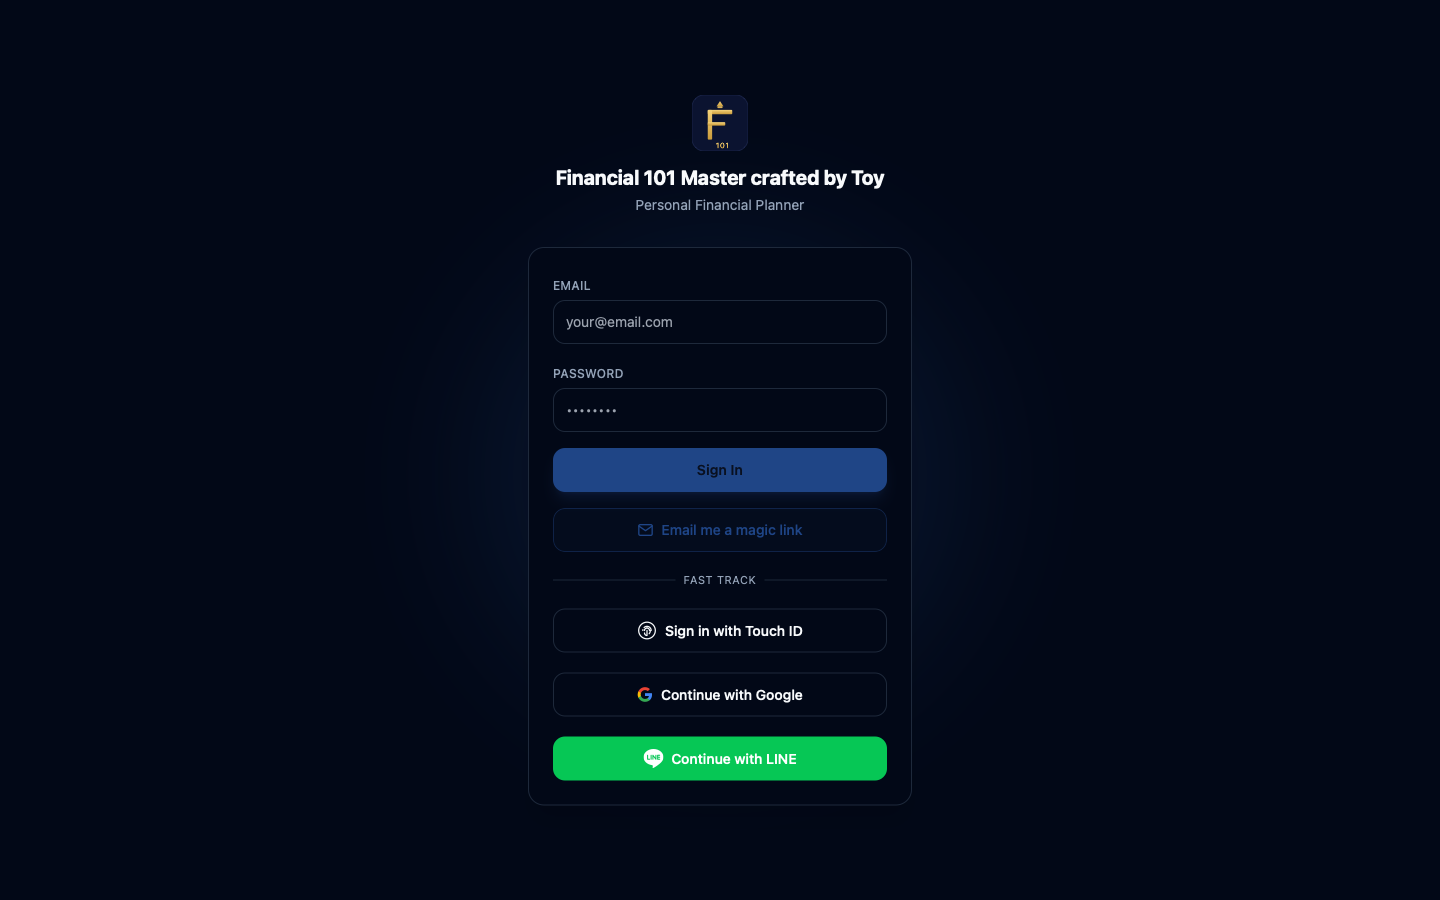 F
101
Financial 101 Master crafted by Toy
Personal Financial Planner
EMAIL
your@email.com
PASSWORD
••••••••
Sign In
Email me a magic link
FAST TRACK
Sign in with Touch ID
G Continue with Google
LINE Continue with LINE